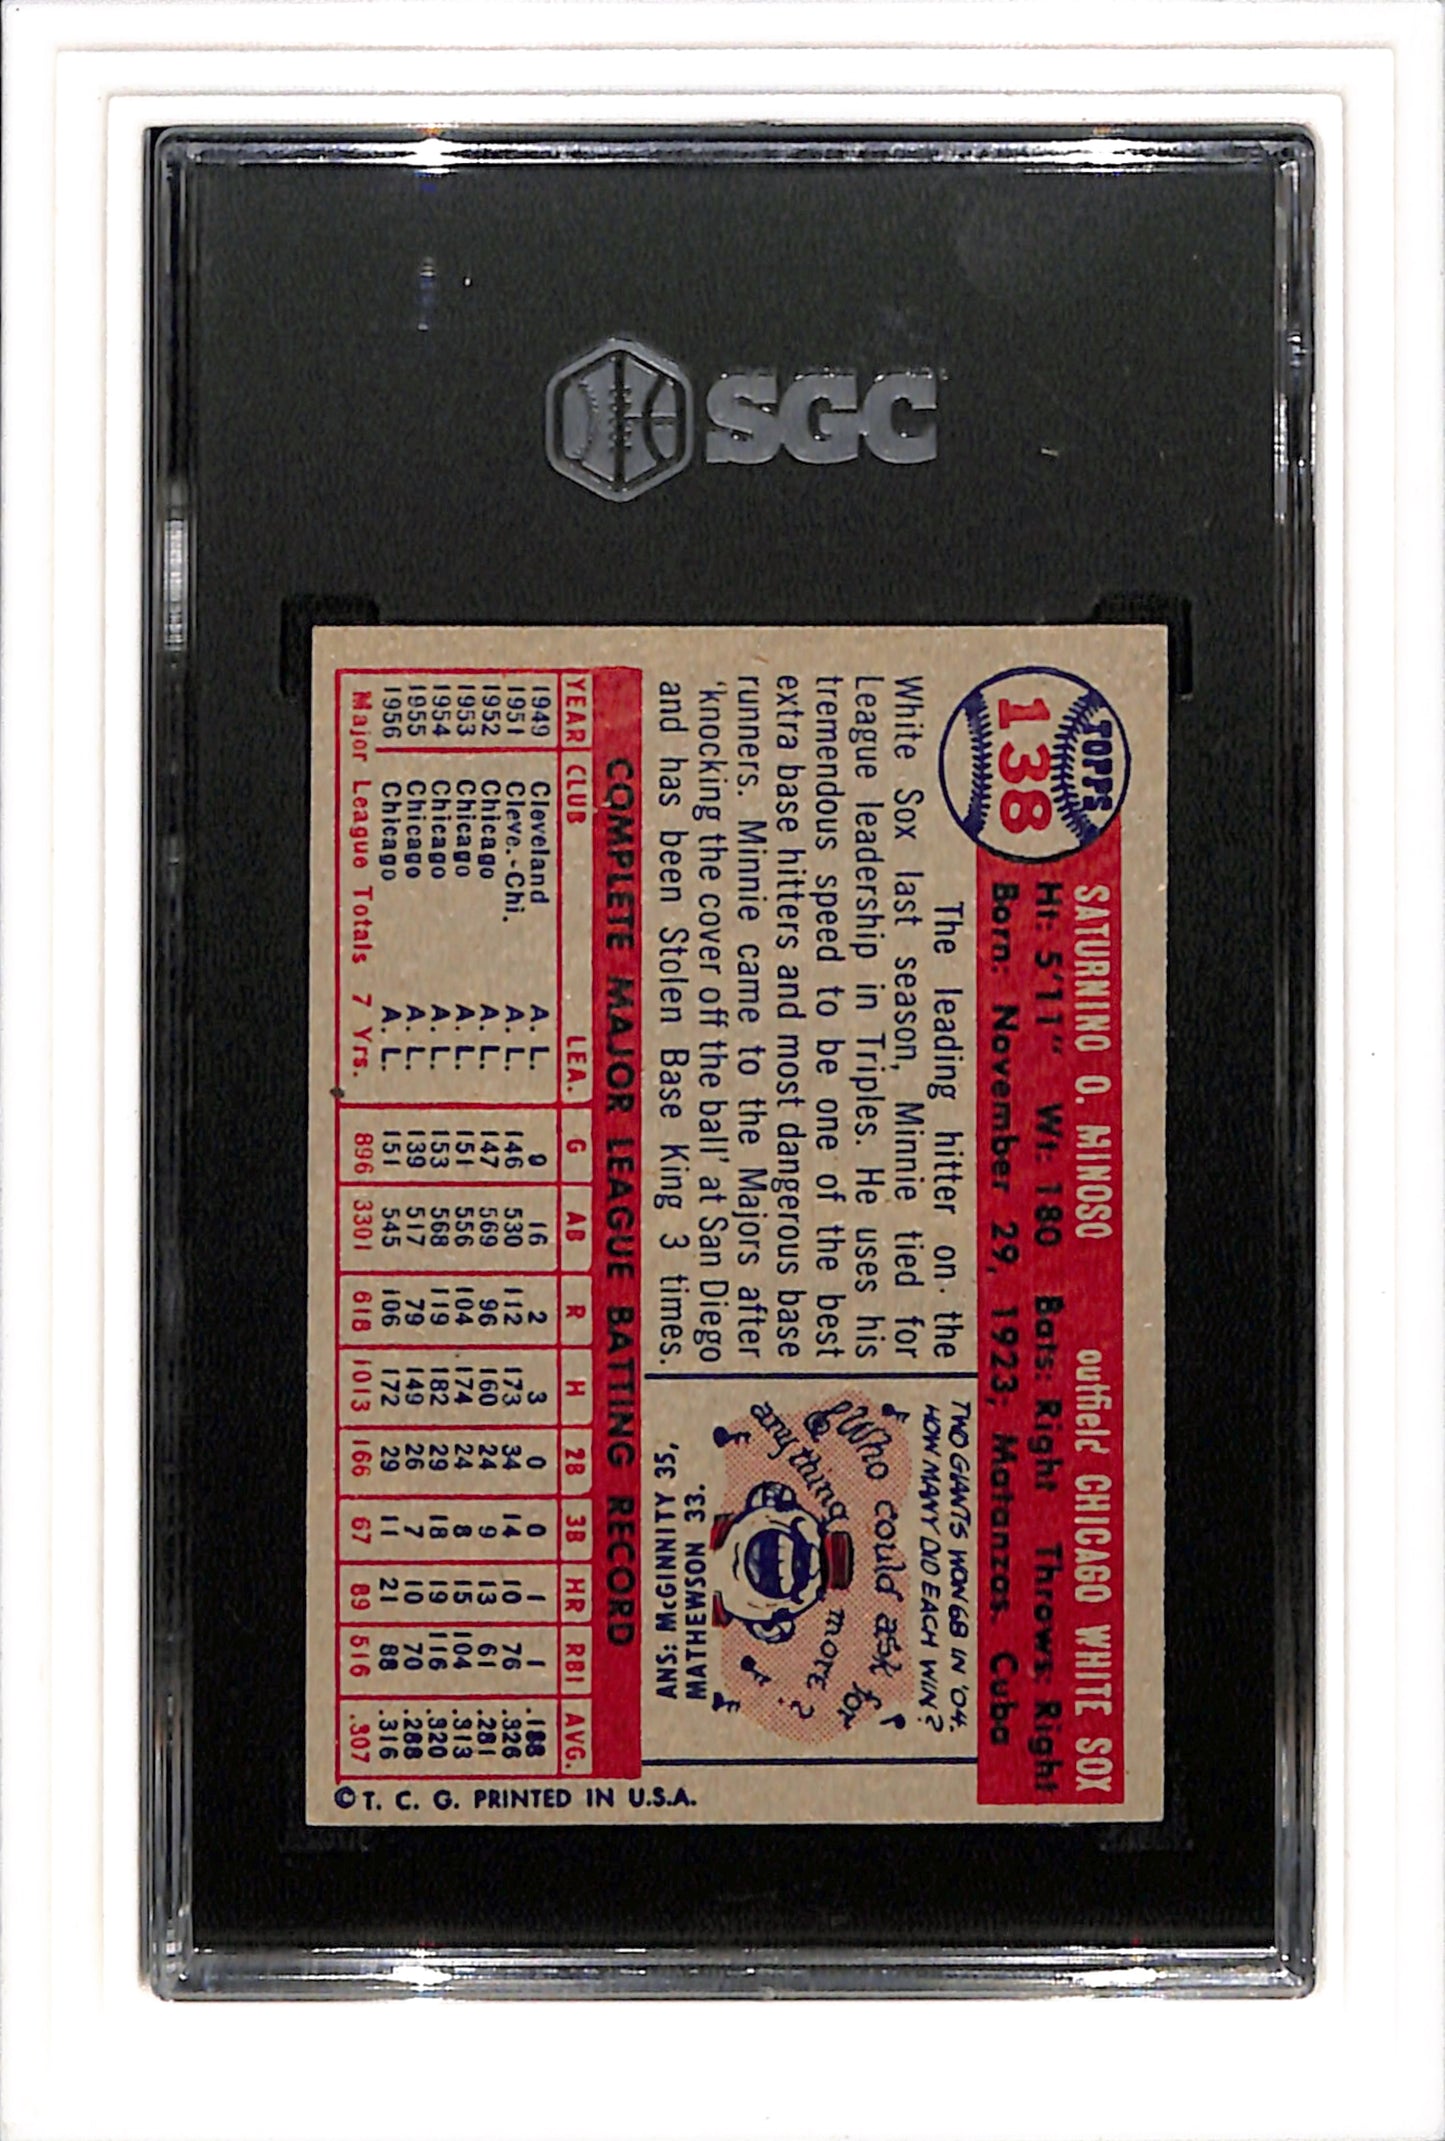 SGC
TOPPS
138
SATURNINO O. MINOSO outfield CHICAGO WHITE SOX
Ht: 5'11" Wt: 180 Bats: Right Throws: Right
Born: November 29, 1923, Matanzas, Cuba
The leading hitter on the
White Sox last season, Minnie tied for
League leadership in Triples. He uses his
tremendous speed to be one of the best
extra base hitters and most dangerous base
runners. Minnie came to the Majors after
'knocking the cover off the ball' at San Diego
and has been Stolen Base King 3 times.
TWO GIANTS WON 68 IN '04.
HOW MANY DID EACH WIN?
Who could ask for
anything more?
ANS: McGINNITY 35,
MATHEWSON 33.
COMPLETE MAJOR LEAGUE BATTING RECORD
YEAR CLUB LEA. G AB R H 2B 3B HR RBI AVG.
1949 Cleveland A. L. 9 16 2 3 0 0 1 1 .188
1951 Cleve.-Chi. A. L. 146 530 112 173 34 14 10 76 .326
1952 Chicago A. L. 147 569 96 160 24 9 13 61 .281
1953 Chicago A. L. 151 556 104 174 24 8 15 104 .313
1954 Chicago A. L. 153 568 119 182 29 18 19 116 .320
1955 Chicago A. L. 139 517 79 149 26 7 10 70 .288
1956 Chicago A. L. 151 545 106 172 29 11 21 88 .316
Major League Totals 7 Yrs. 896 3301 618 1013 166 67 89 516 .307
© T. C. G. PRINTED IN U.S.A.